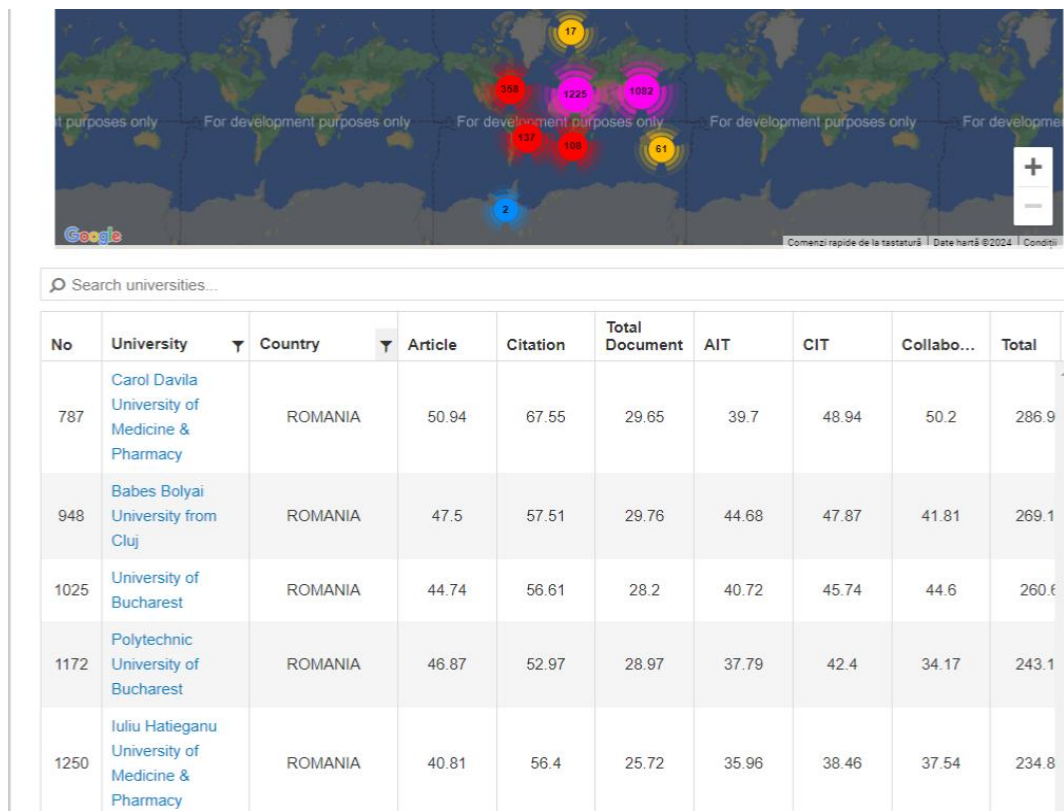 17
358
1225
1082
t purposes only For development purposes only For development purposes only For development purposes only For developme
137
108
61
2
+
−
Google
Comenzi rapide de la tastatură Date hartă ©2024 Condiții
Search universities...
No University Country Article Citation Total Document AIT CIT Collabo... Total
787 Carol Davila University of Medicine & Pharmacy ROMANIA 50.94 67.55 29.65 39.7 48.94 50.2 286.9
948 Babes Bolyai University from Cluj ROMANIA 47.5 57.51 29.76 44.68 47.87 41.81 269.1
1025 University of Bucharest ROMANIA 44.74 56.61 28.2 40.72 45.74 44.6 260.6
1172 Polytechnic University of Bucharest ROMANIA 46.87 52.97 28.97 37.79 42.4 34.17 243.1
1250 Iuliu Hatieganu University of Medicine & Pharmacy ROMANIA 40.81 56.4 25.72 35.96 38.46 37.54 234.8